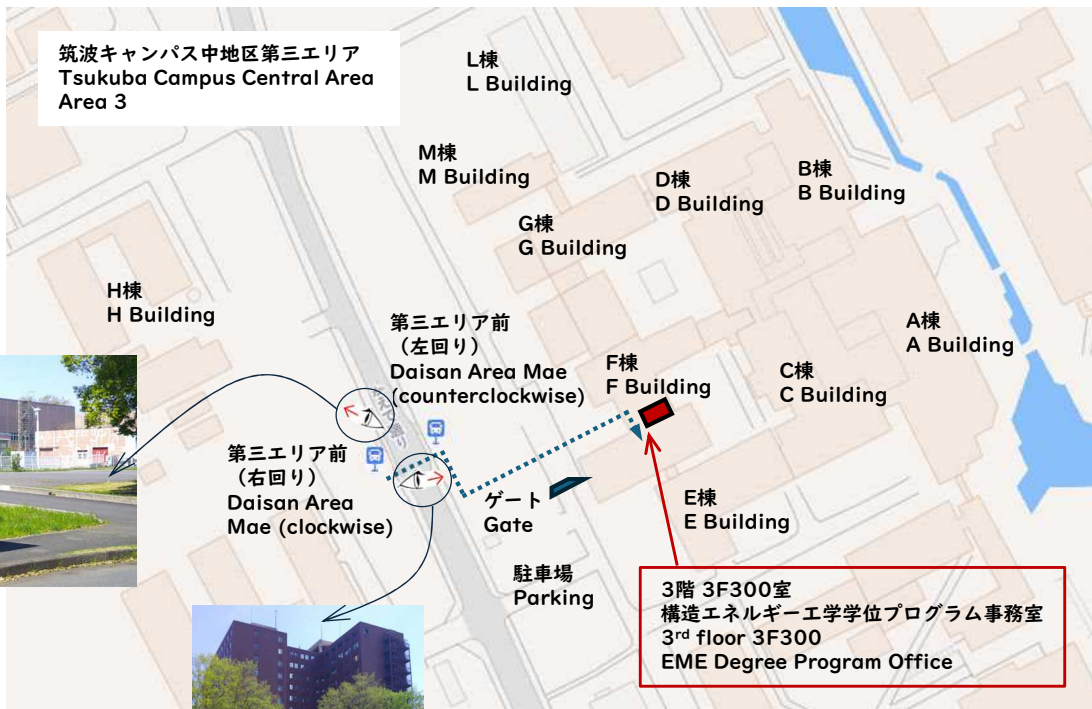 筑波キャンパス中地区第三エリア
Tsukuba Campus Central Area
Area 3
L棟
L Building
M棟
M Building
D棟
D Building
B棟
B Building
G棟
G Building
H棟
H Building
第三エリア前
（左回り）
Daisan Area Mae
(counterclockwise)
A棟
A Building
F棟
F Building
C棟
C Building
第三エリア前
（右回り）
Daisan Area
Mae (clockwise)
ゲート
Gate
E棟
E Building
駐車場
Parking
3階 3F300室
構造エネルギー工学学位プログラム事務室
3rd floor 3F300
EME Degree Program Office